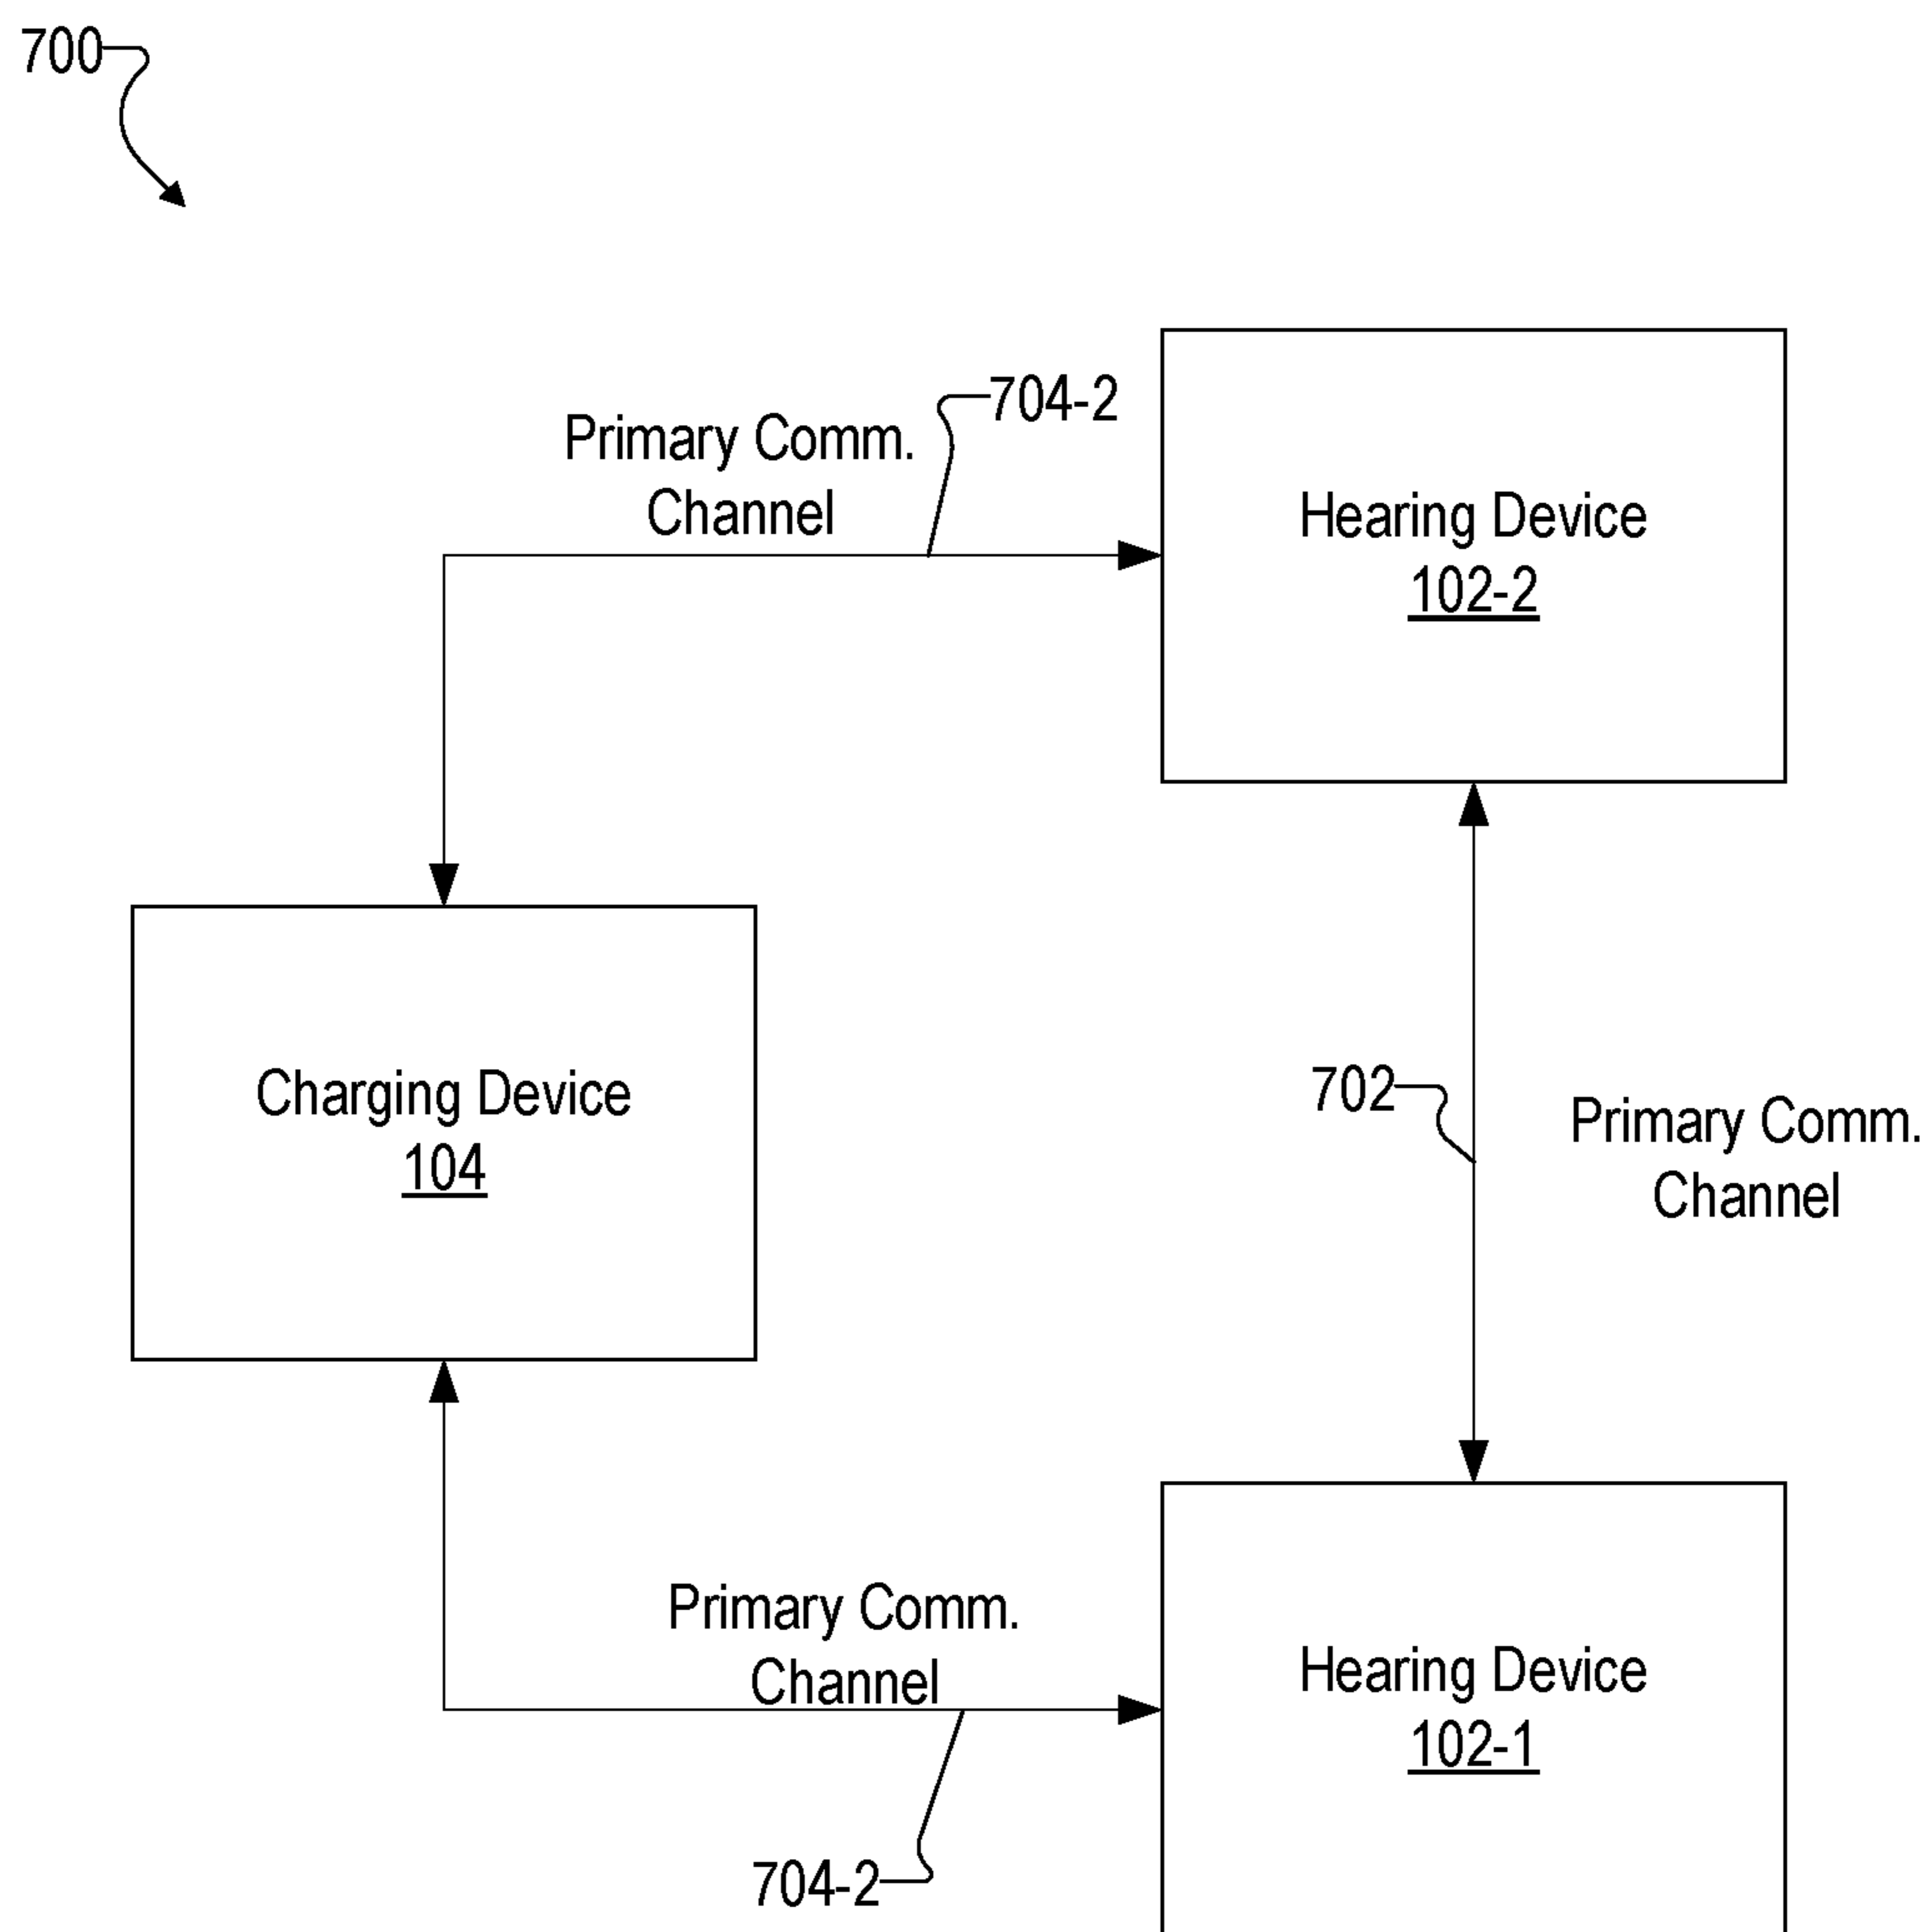 700
704-2
Primary Comm.
Channel
Hearing Device
102-2
Charging Device
104
702
Primary Comm.
Channel
Primary Comm.
Channel
Hearing Device
102-1
704-2